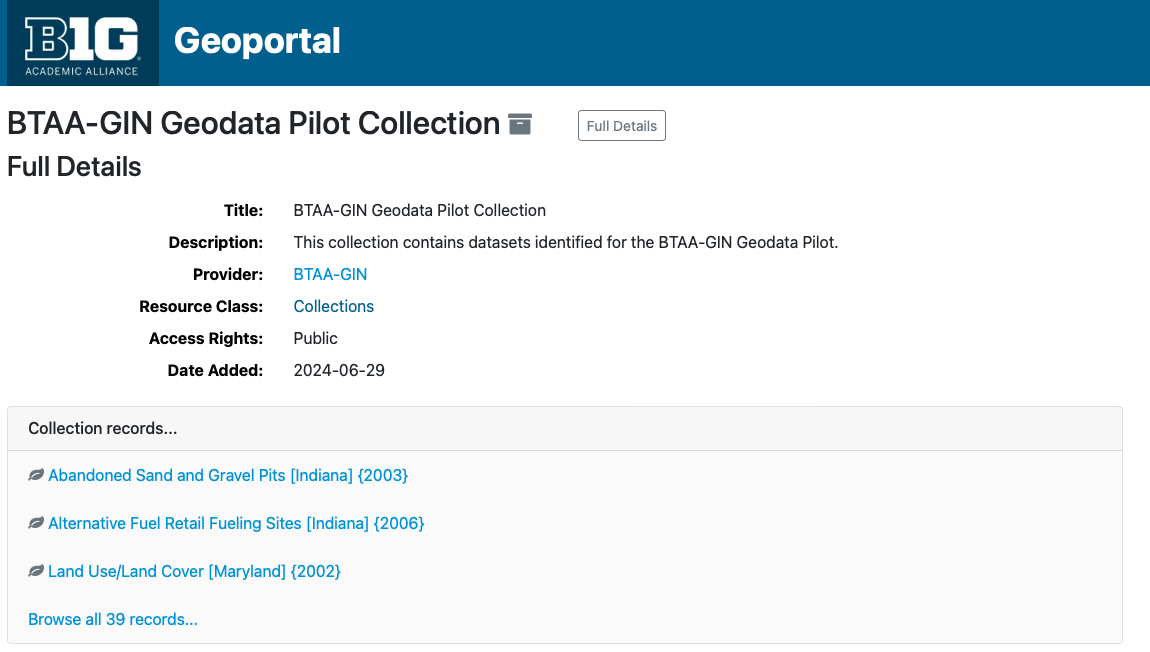 B1G
ACADEMIC ALLIANCE
Geoportal
BTAA-GIN Geodata Pilot Collection
Full Details
Full Details
Title: BTAA-GIN Geodata Pilot Collection
Description: This collection contains datasets identified for the BTAA-GIN Geodata Pilot.
Provider: BTAA-GIN
Resource Class: Collections
Access Rights: Public
Date Added: 2024-06-29
Collection records...
Abandoned Sand and Gravel Pits [Indiana] {2003}
Alternative Fuel Retail Fueling Sites [Indiana] {2006}
Land Use/Land Cover [Maryland] {2002}
Browse all 39 records...